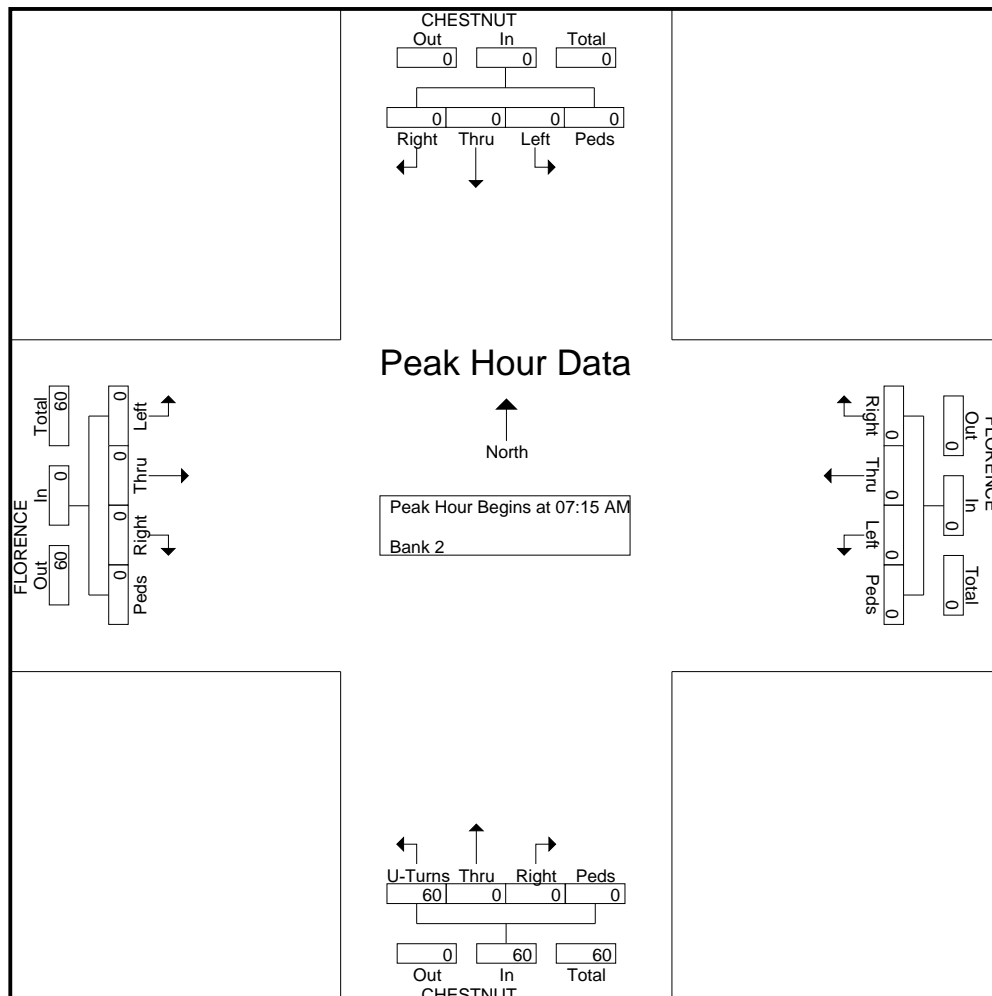 CHESTNUT
Out In Total
0 0 0
0 0 0 0
Right Thru Left Peds
Peak Hour Data
North
Peak Hour Begins at 07:15 AM
Bank 2
FLORENCE
Total In Out
60 0 60
0 0 0 0
Left Thru Right Peds
FLORENCE
Out In Total
0 0 0
0 0 0 0
Right Thru Left Peds
U-Turns Thru Right Peds
60 0 0 0
0 60 60
Out In Total
CHESTNUT